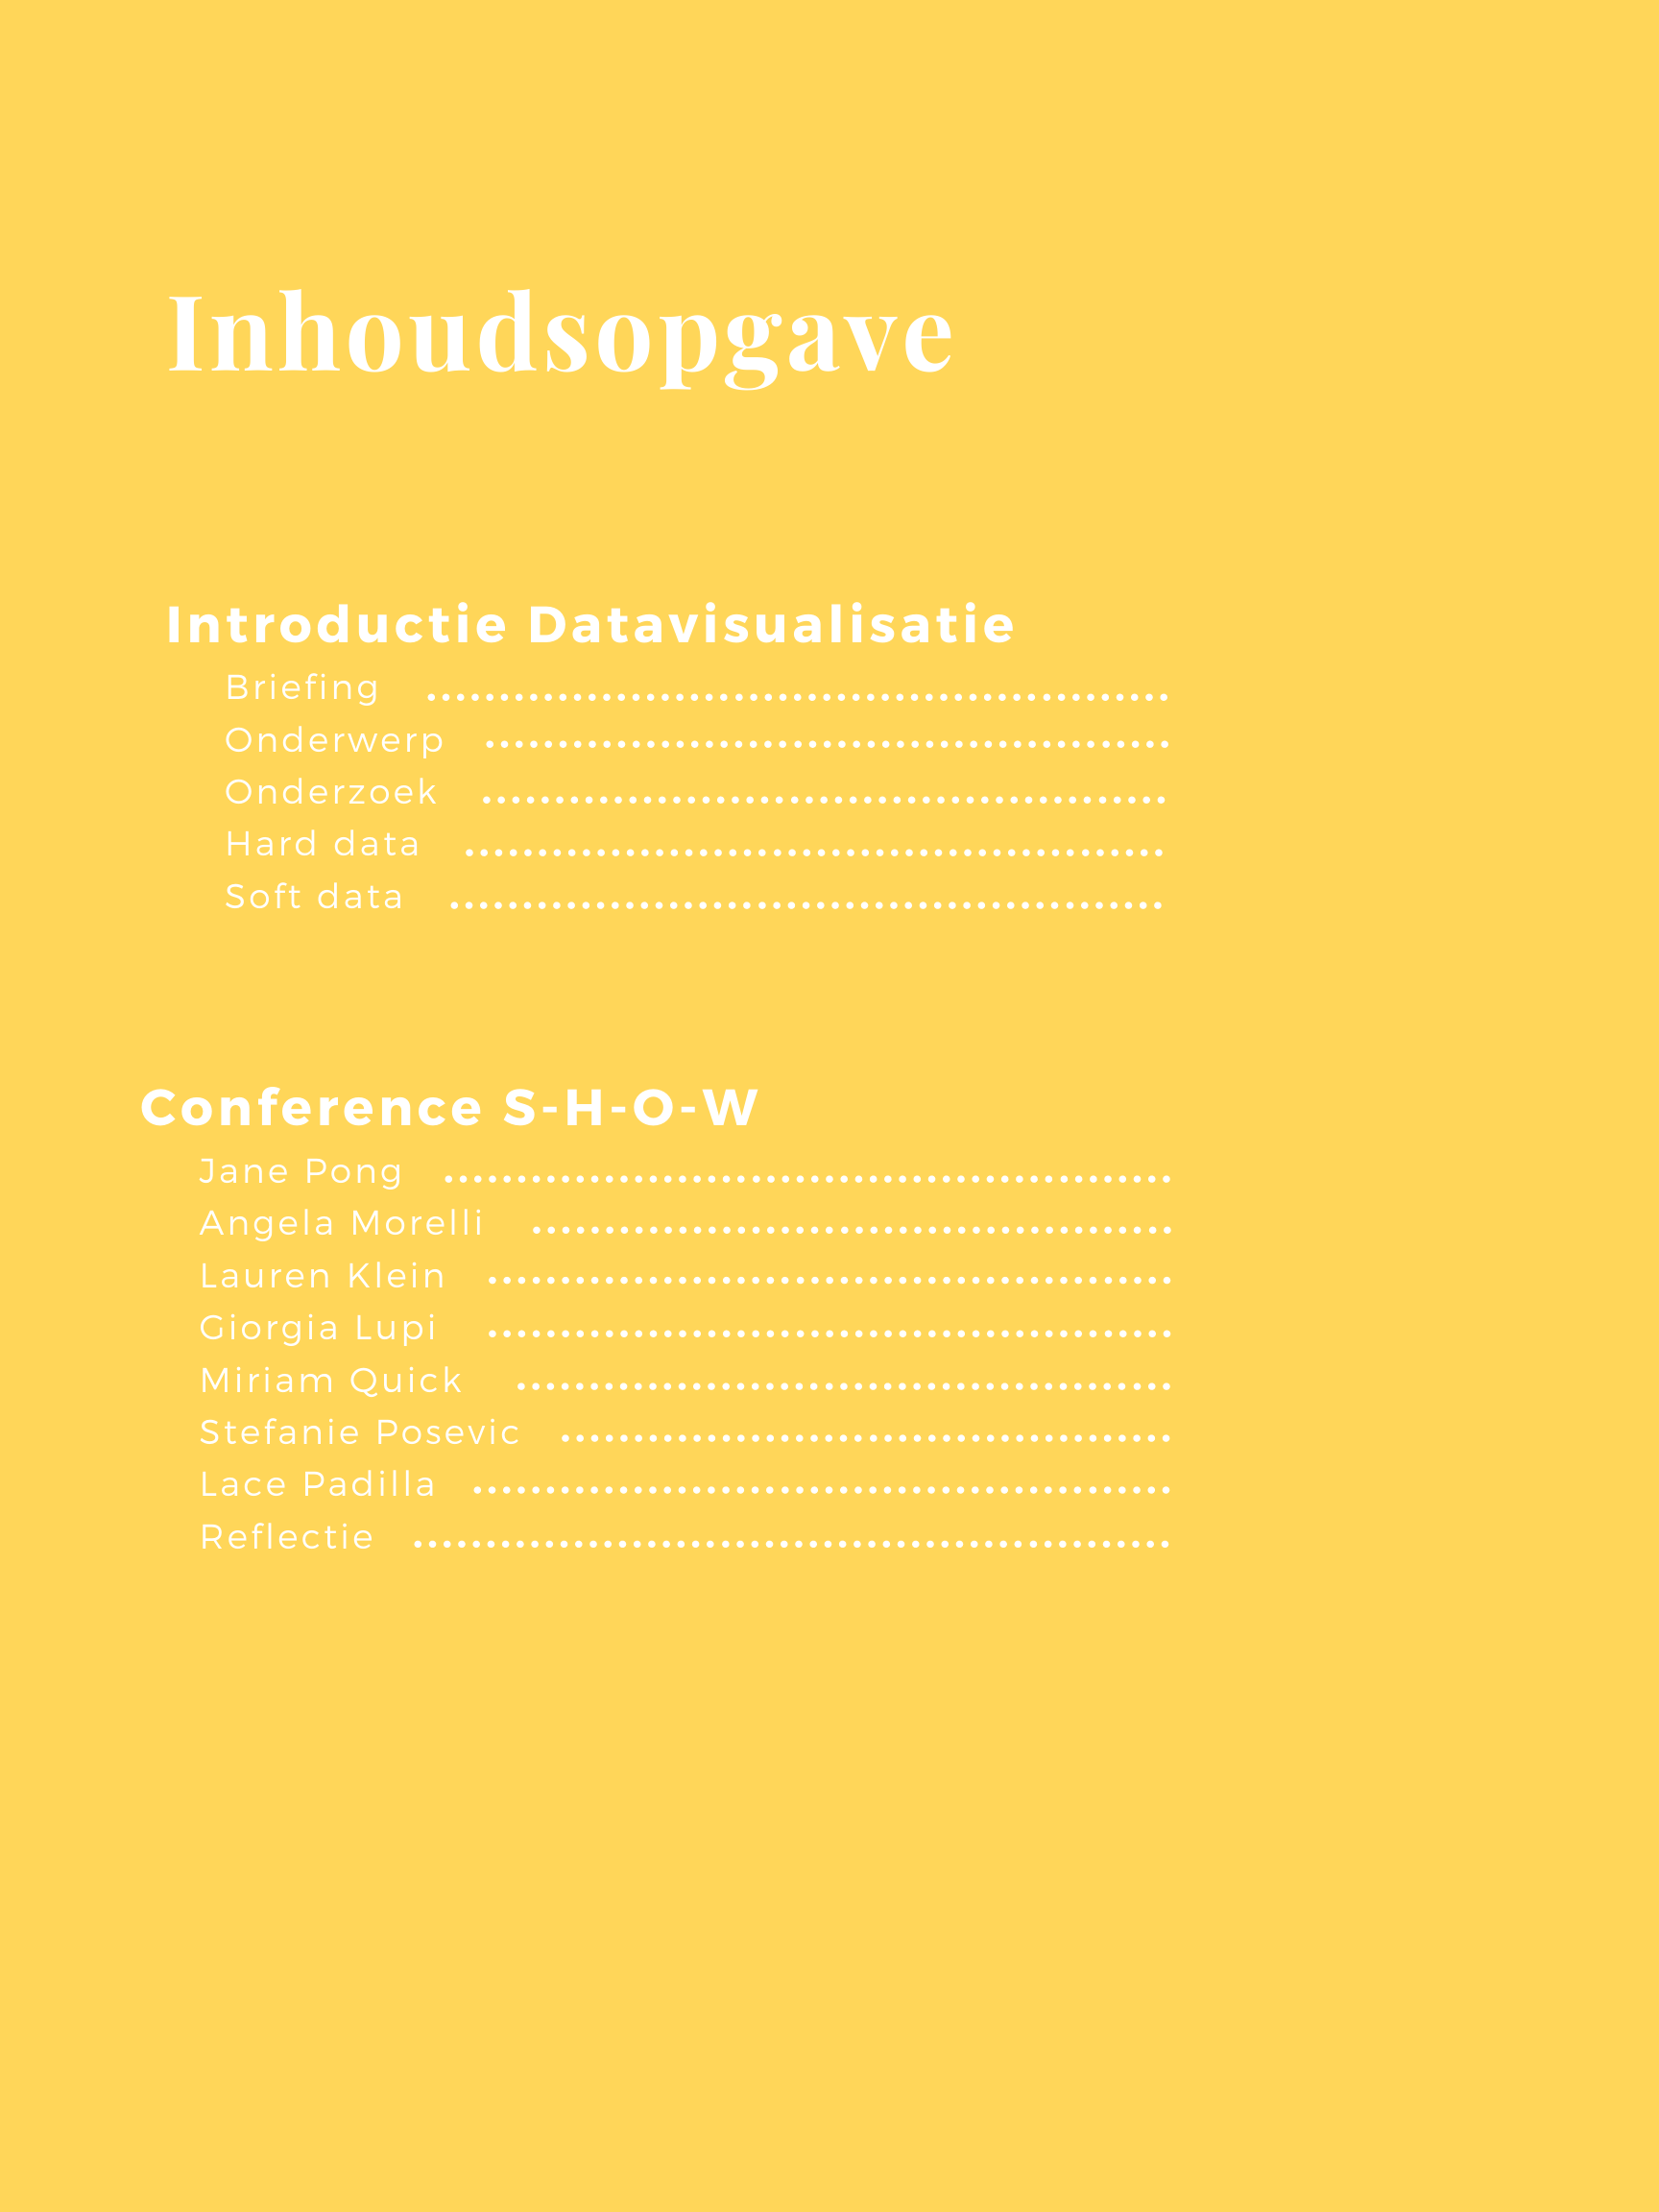 Inhoudsopgave
Introductie Datavisualisatie
Briefing ...................................................
Onderwerp ...............................................
Onderzoek ...............................................
Hard data ................................................
Soft data .................................................
Conference S-H-O-W
Jane Pong ..................................................
Angela Morelli ............................................
Lauren Klein ...............................................
Giorgia Lupi ...............................................
Miriam Quick .............................................
Stefanie Posevic ..........................................
Lace Padilla ................................................
Reflectie ....................................................